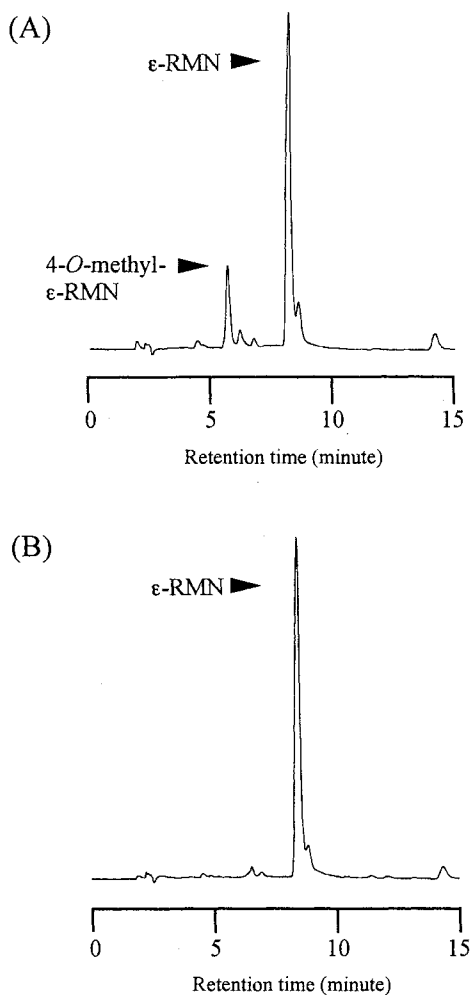 (A)
ε-RMN
4-O-methyl-
ε-RMN
0 5 10 15
Retention time (minute)
(B)
ε-RMN
0 5 10 15
Retention time (minute)